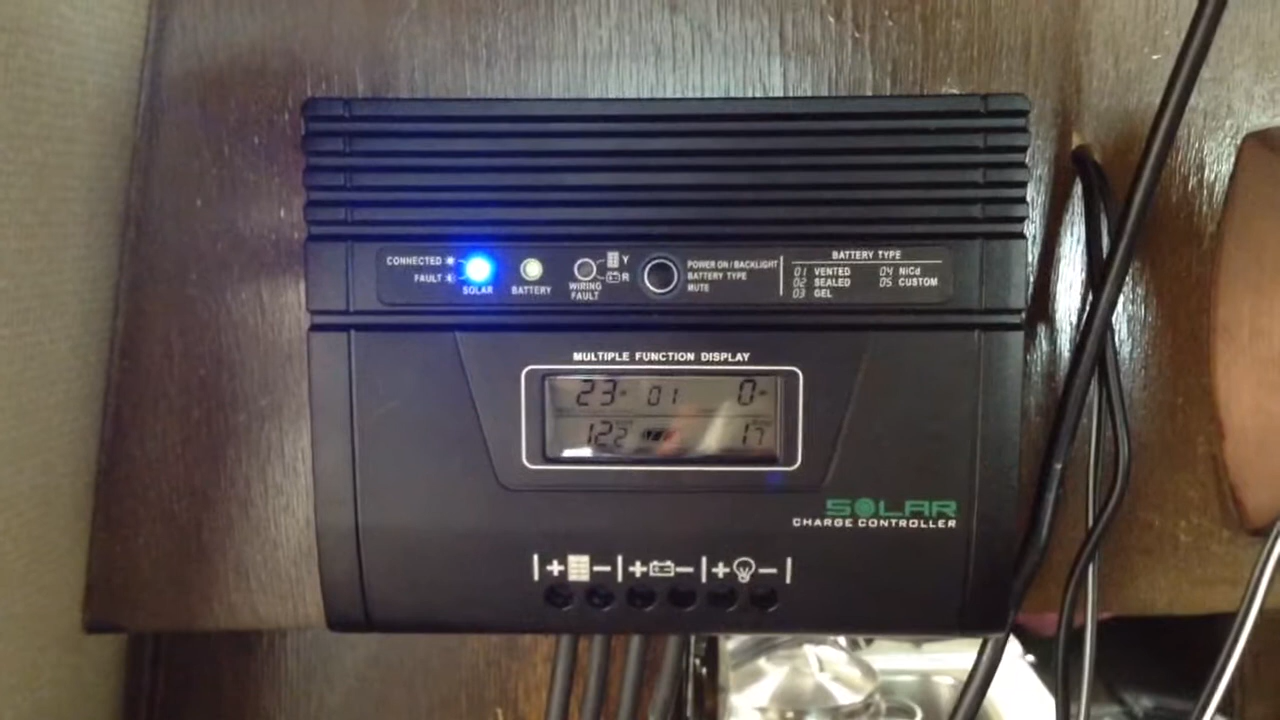 CONNECTED
FAULT
SOLAR
BATTERY
WIRING
FAULT
Y
R
POWER ON / BACKLIGHT
BATTERY TYPE
MUTE
BATTERY TYPE
01 VENTED 04 NiCd
02 SEALED 05 CUSTOM
03 GEL
MULTIPLE FUNCTION DISPLAY
23 01 0
12.2 17
SOLAR
CHARGE CONTROLLER